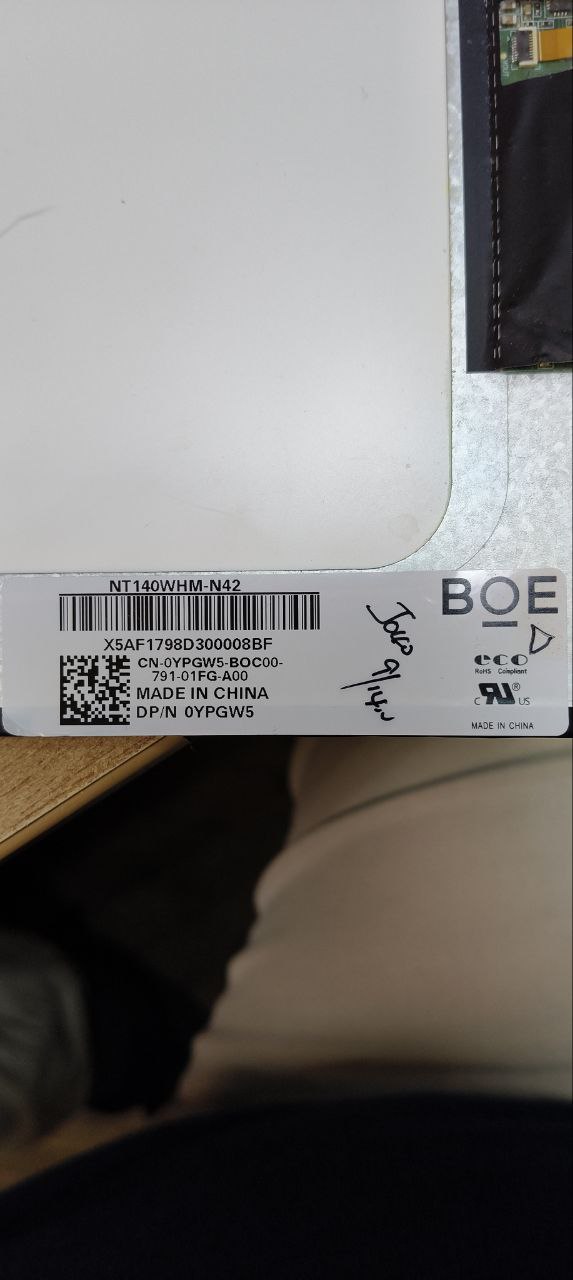 NT140WHM-N42
BOE
X5AF1798D300008BF
CN-0YPGW5-BOC00-
791-01FG-A00
MADE IN CHINA
DP/N 0YPGW5
eco
RoHS Compliant
c RU ® US
MADE IN CHINA